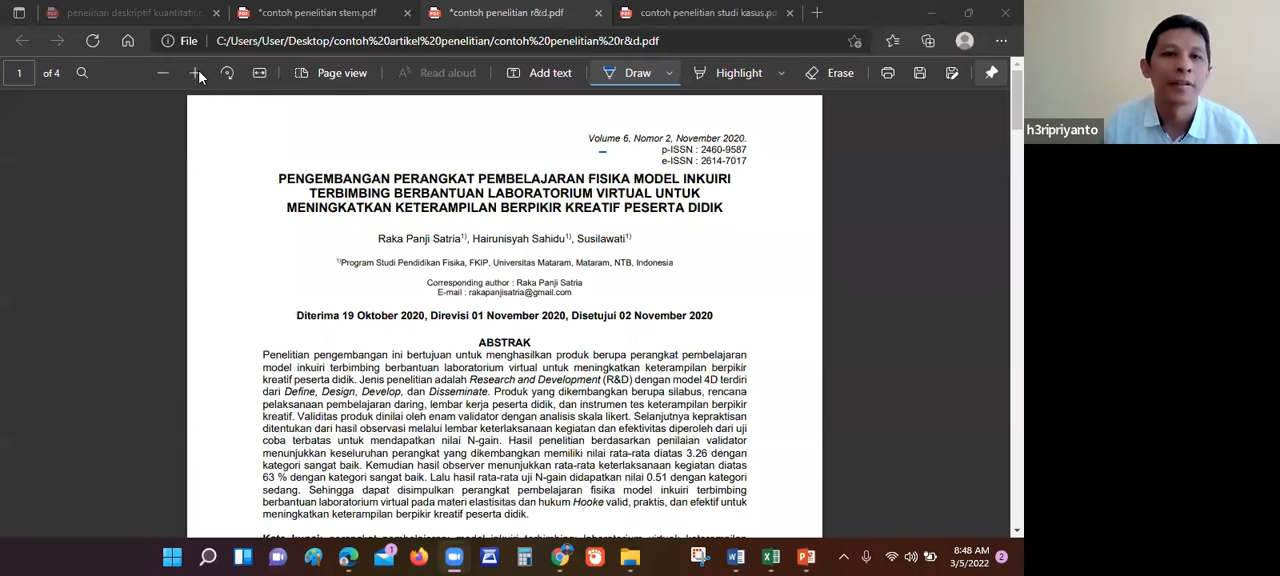 penelitian deskriptif kuantitatif.c
*contoh penelitian stem.pdf
*contoh penelitian r&d.pdf
contoh penelitian studi kasus.pd
File
C:/Users/User/Desktop/contoh%20artikel%20penelitian/contoh%20penelitian%20r&d.pdf
1
of 4
Page view
Read aloud
Add text
Draw
Highlight
Erase
h3ripriyanto
Volume 6, Nomor 2, November 2020.
p-ISSN : 2460-9587
e-ISSN : 2614-7017
PENGEMBANGAN PERANGKAT PEMBELAJARAN FISIKA MODEL INKUIRI
TERBIMBING BERBANTUAN LABORATORIUM VIRTUAL UNTUK
MENINGKATKAN KETERAMPILAN BERPIKIR KREATIF PESERTA DIDIK
Raka Panji Satria1), Hairunisyah Sahidu1), Susilawati1)
1)Program Studi Pendidikan Fisika, FKIP, Universitas Mataram, Mataram, NTB, Indonesia
Corresponding author : Raka Panji Satria
E-mail : rakapanjisatria@gmail.com
Diterima 19 Oktober 2020, Direvisi 01 November 2020, Disetujui 02 November 2020
ABSTRAK
Penelitian pengembangan ini bertujuan untuk menghasilkan produk berupa perangkat pembelajaran
model inkuiri terbimbing berbantuan laboratorium virtual untuk meningkatkan keterampilan berpikir
kreatif peserta didik. Jenis penelitian adalah Research and Development (R&D) dengan model 4D terdiri
dari Define, Design, Develop, dan Disseminate. Produk yang dikembangkan berupa silabus, rencana
pelaksanaan pembelajaran daring, lembar kerja peserta didik, dan instrumen tes keterampilan berpikir
kreatif. Validitas produk dinilai oleh enam validator dengan analisis skala likert. Selanjutnya kepraktisan
ditentukan dari hasil observasi melalui lembar keterlaksanaan kegiatan dan efektivitas diperoleh dari uji
coba terbatas untuk mendapatkan nilai N-gain. Hasil penelitian berdasarkan penilaian validator
menunjukkan keseluruhan perangkat yang dikembangkan memiliki nilai rata-rata diatas 3.26 dengan
kategori sangat baik. Kemudian hasil observer menunjukkan rata-rata keterlaksanaan kegiatan diatas
63 % dengan kategori sangat baik. Lalu hasil rata-rata uji N-gain didapatkan nilai 0.51 dengan kategori
sedang. Sehingga dapat disimpulkan perangkat pembelajaran fisika model inkuiri terbimbing
berbantuan laboratorium virtual pada materi elastisitas dan hukum Hooke valid, praktis, dan efektif untuk
meningkatkan keterampilan berpikir kreatif peserta didik.
8:48 AM
3/5/2022
2
1